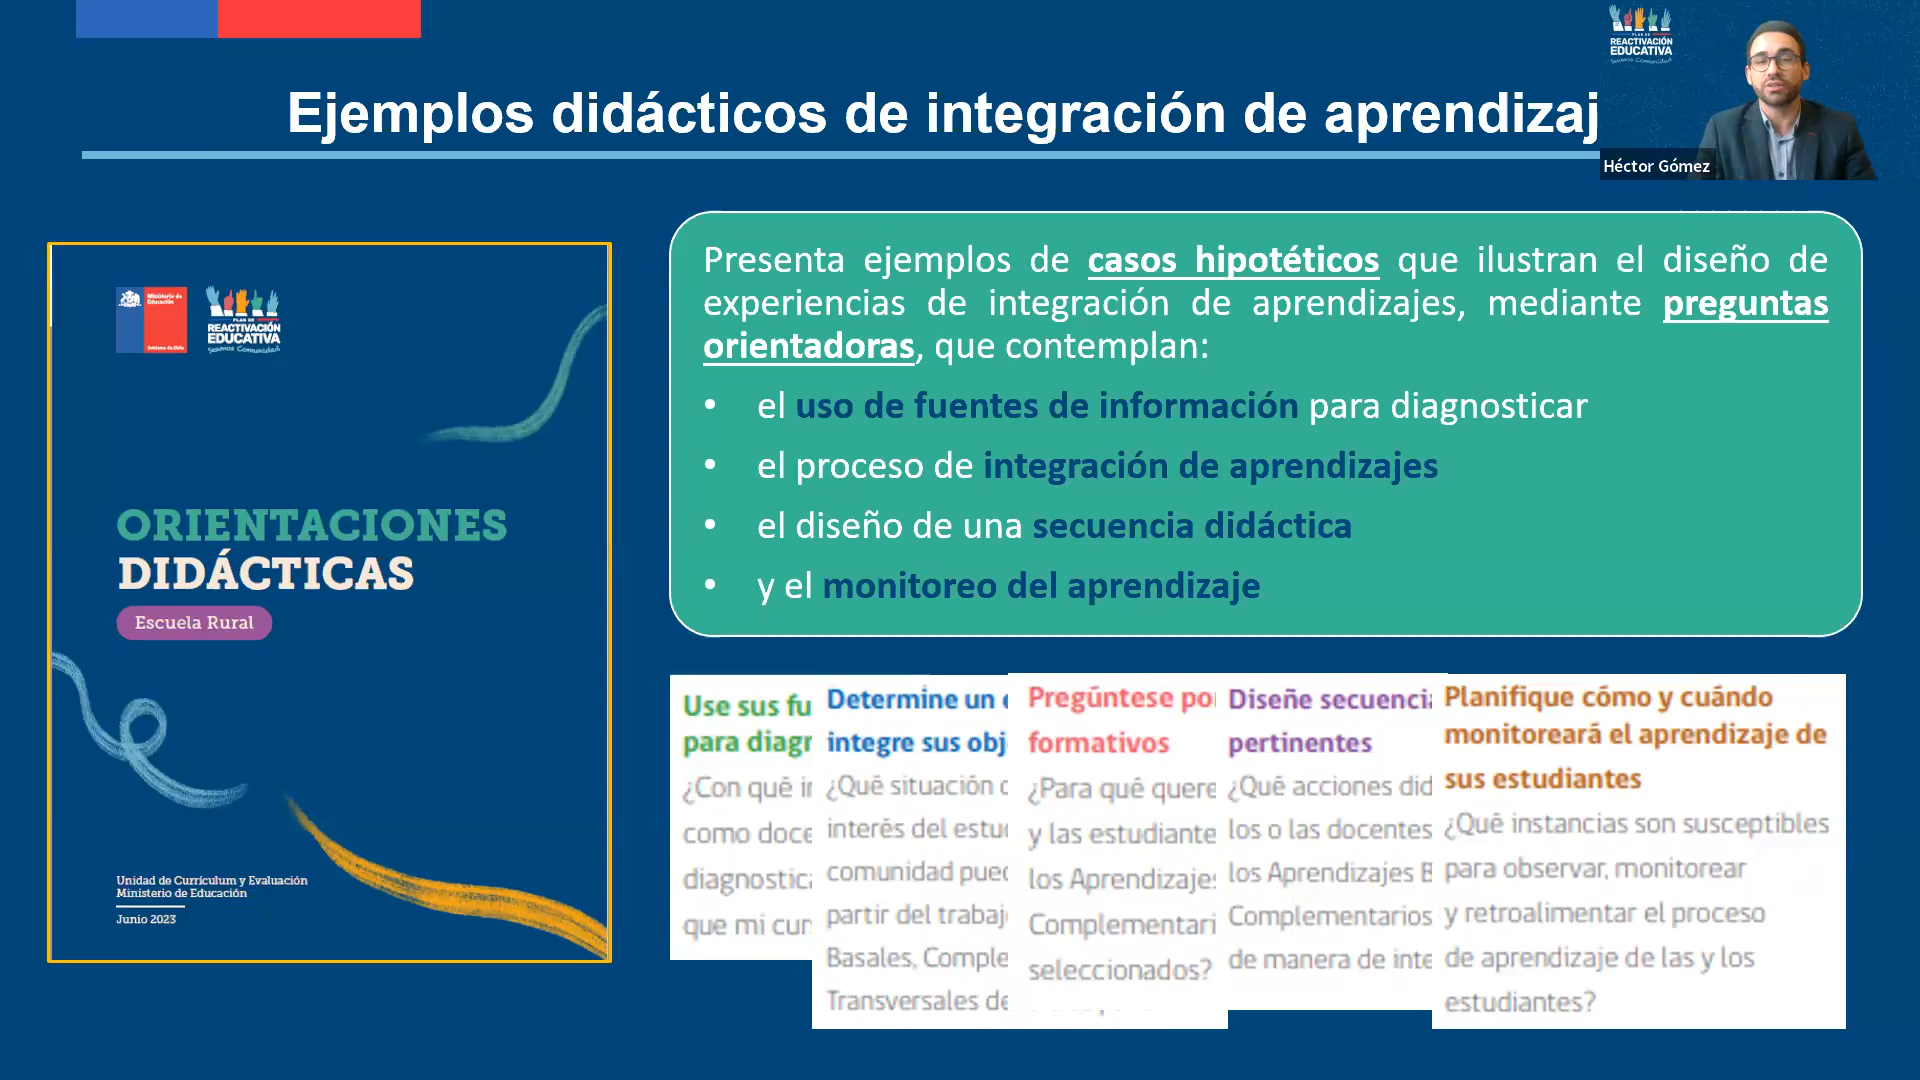 Ejemplos didácticos de integración de aprendizaj
PLAN DE
REACTIVACIÓN
EDUCATIVA
Seamos Comunidad
Héctor Gómez
Ministerio de
Educación
Gobierno de Chile
PLAN DE
REACTIVACIÓN
EDUCATIVA
Seamos Comunidad
ORIENTACIONES
DIDÁCTICAS
Escuela Rural
Unidad de Currículum y Evaluación
Ministerio de Educación
Junio 2023
Presenta ejemplos de casos hipotéticos que ilustran el diseño de
experiencias de integración de aprendizajes, mediante preguntas
orientadoras, que contemplan:
• el uso de fuentes de información para diagnosticar
• el proceso de integración de aprendizajes
• el diseño de una secuencia didáctica
• y el monitoreo del aprendizaje
Use sus fu
para diagr
¿Con qué ir
como doce
diagnostica
que mi cur
Determine un
integre sus obj
¿Qué situación
interés del estu
comunidad pued
partir del trabaj
Basales, Comple
Transversales de
Pregúntese po
formativos
¿Para qué quere
y las estudiante
los Aprendizajes
Complementari
seleccionados?
Diseñe secuencia
pertinentes
¿Qué acciones did
los o las docentes
los Aprendizajes B
Complementarios
de manera de inte
Planifique cómo y cuándo
monitoreará el aprendizaje de
sus estudiantes
¿Qué instancias son susceptibles
para observar, monitorear
y retroalimentar el proceso
de aprendizaje de las y los
estudiantes?